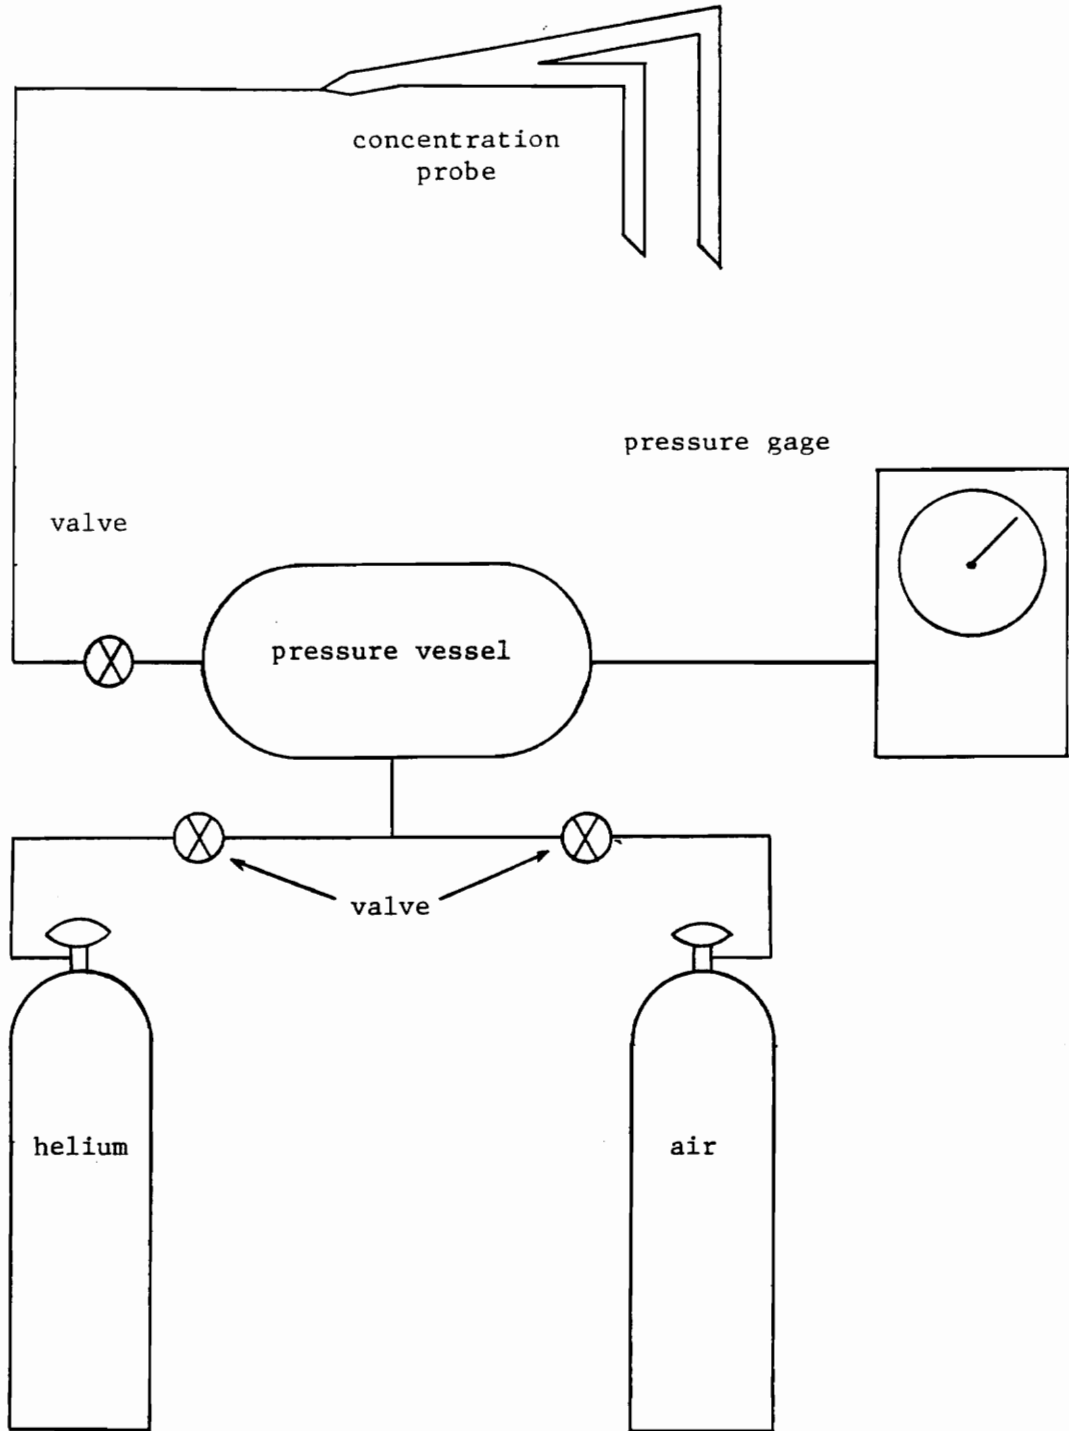 concentration
probe
pressure gage
valve
pressure vessel
valve
helium
air